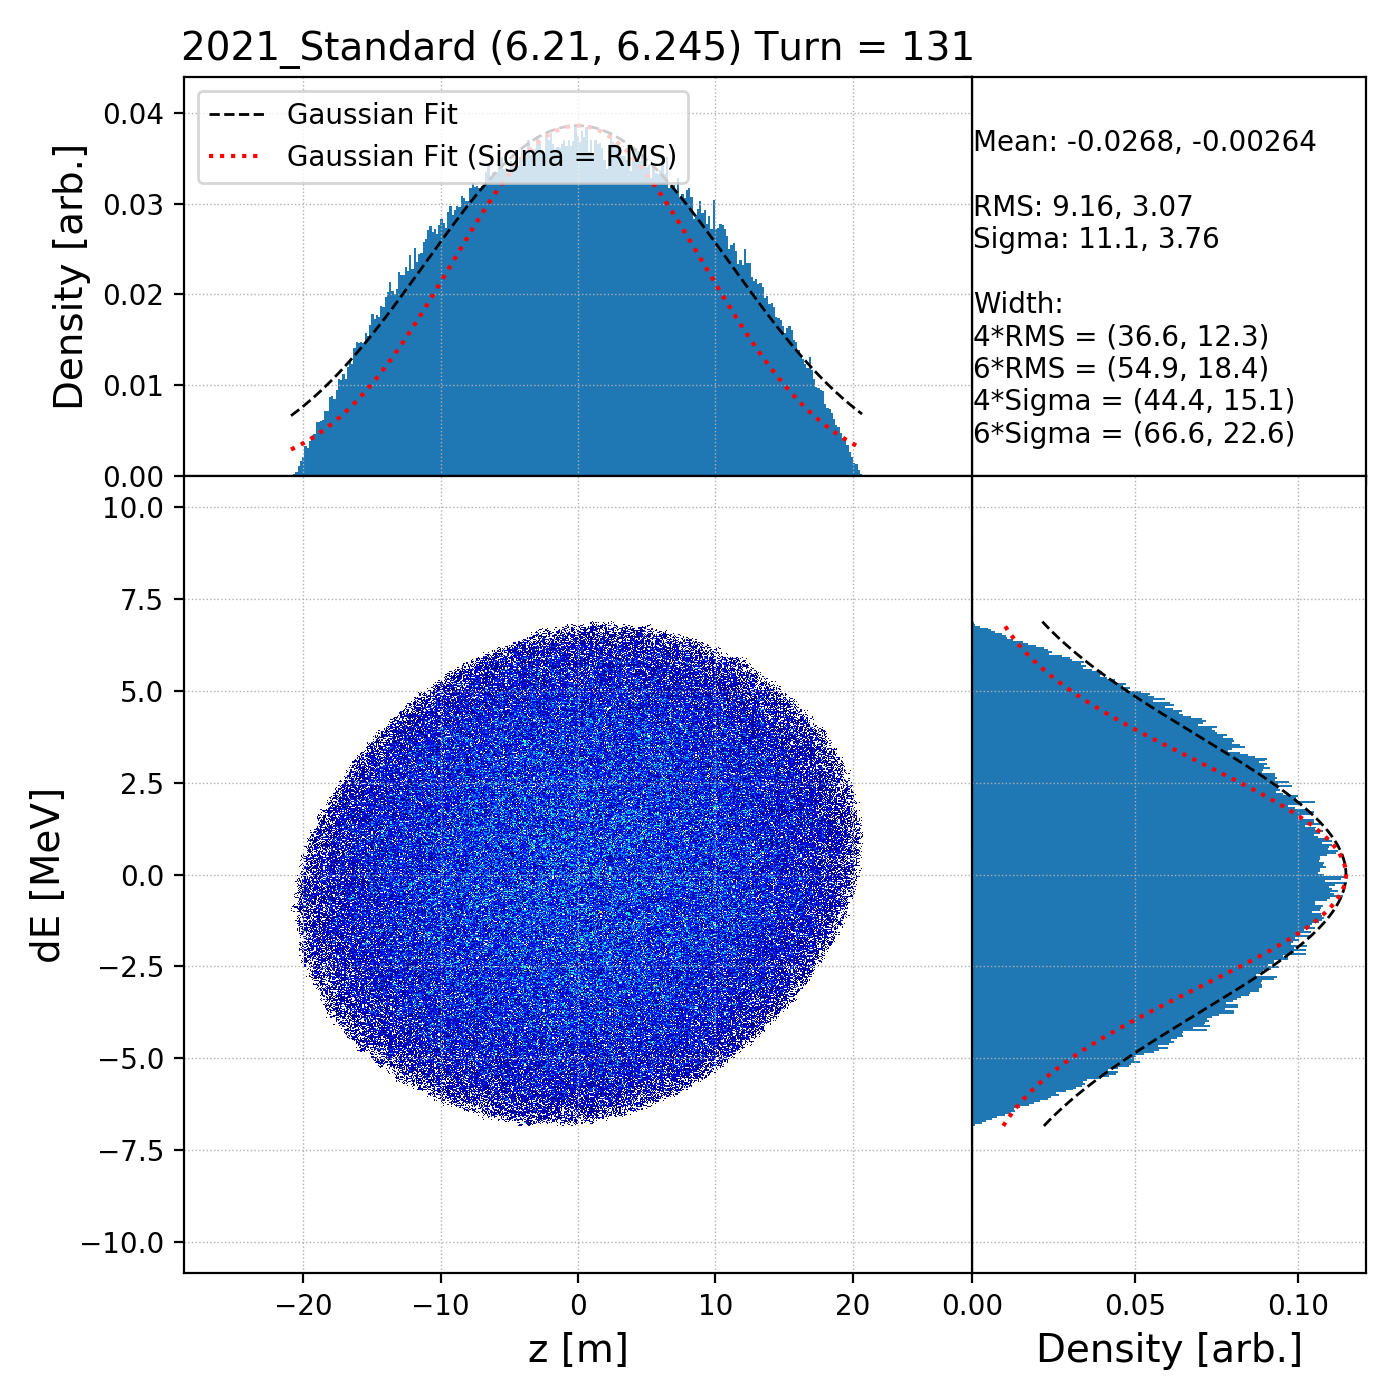 2021_Standard (6.21, 6.245) Turn = 131
Gaussian Fit
Gaussian Fit (Sigma = RMS)
Density [arb.]
0.04
0.03
0.02
0.01
0.00
Mean: -0.0268, -0.00264
RMS: 9.16, 3.07
Sigma: 11.1, 3.76
Width:
4*RMS = (36.6, 12.3)
6*RMS = (54.9, 18.4)
4*Sigma = (44.4, 15.1)
6*Sigma = (66.6, 22.6)
dE [MeV]
10.0
7.5
5.0
2.5
0.0
−2.5
−5.0
−7.5
−10.0
−20
−10
0
10
20
z [m]
0.00
0.05
0.10
Density [arb.]